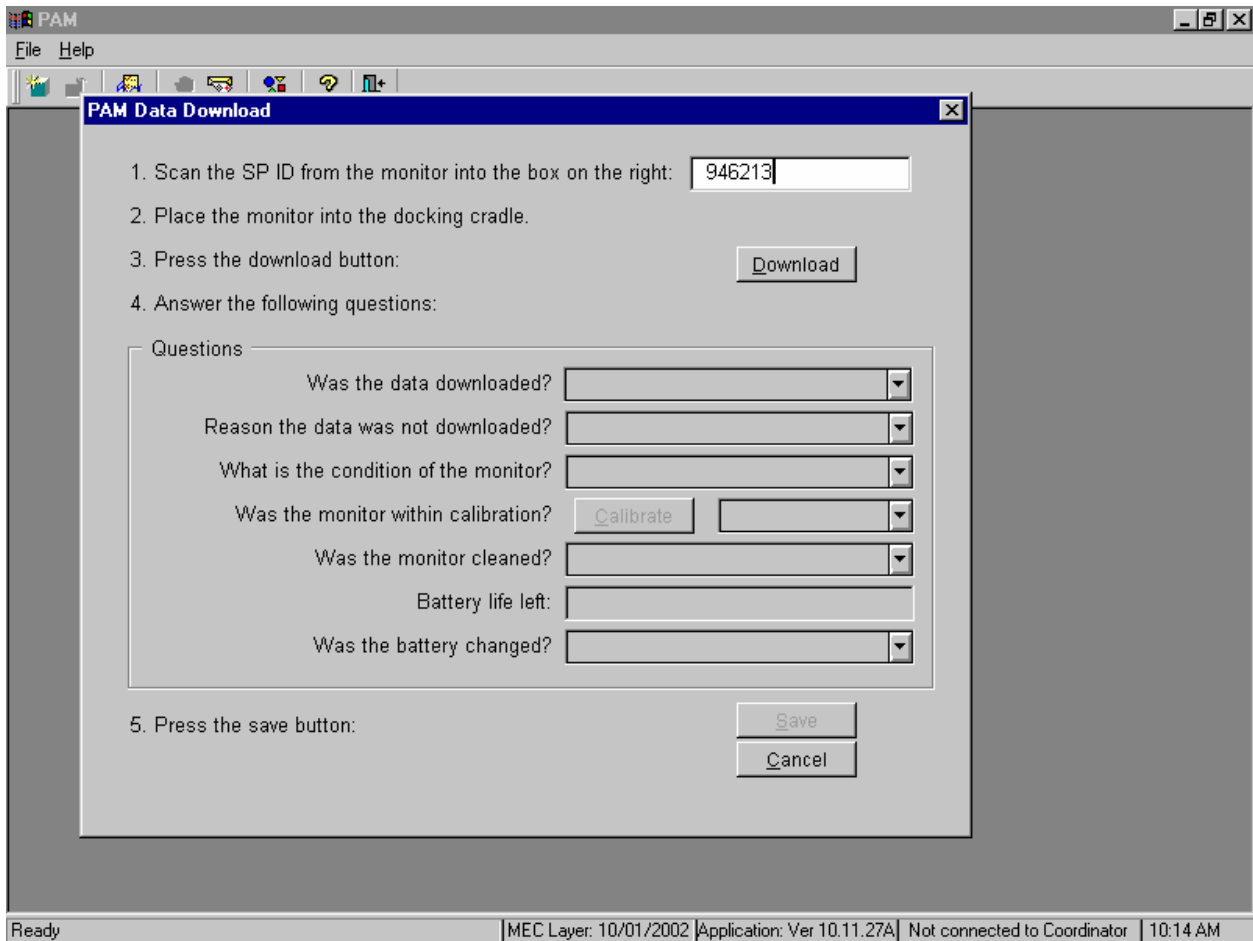 PAM
File Help
PAM Data Download
1. Scan the SP ID from the monitor into the box on the right: 946213
2. Place the monitor into the docking cradle.
3. Press the download button: Download
4. Answer the following questions:
Questions
Was the data downloaded?
Reason the data was not downloaded?
What is the condition of the monitor?
Was the monitor within calibration? Calibrate
Was the monitor cleaned?
Battery life left:
Was the battery changed?
5. Press the save button: Save
Cancel
Ready MEC Layer: 10/01/2002 Application: Ver 10.11.27A Not connected to Coordinator 10:14 AM